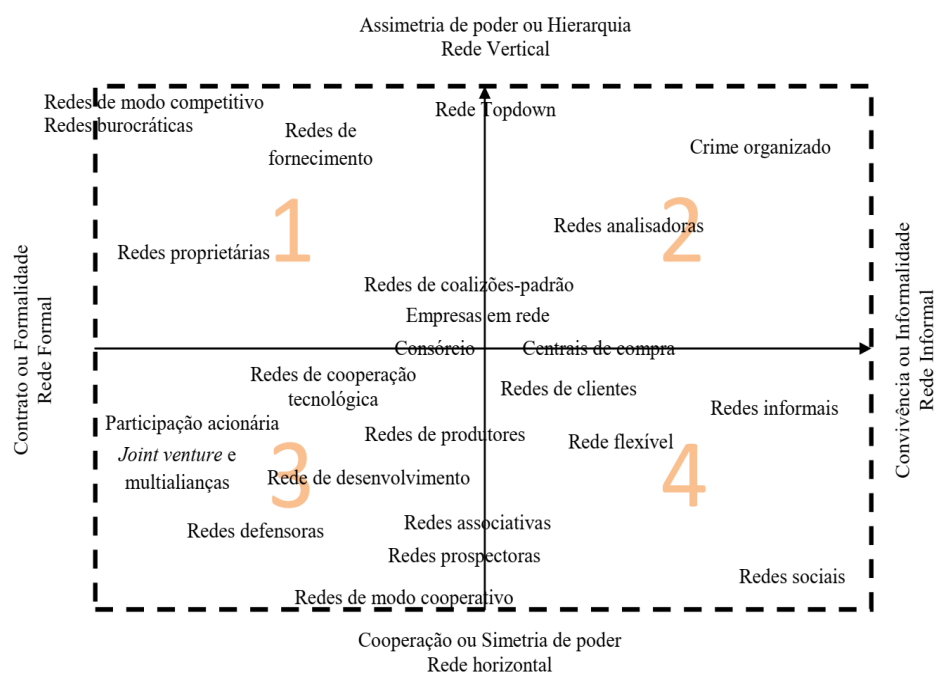 Assimetria de poder ou Hierarquia
Rede Vertical
Redes de modo competitivo
Redes burocráticas
Rede Topdown
Redes de
fornecimento
Crime organizado
1
2
Redes analisadoras
Redes proprietárias
Redes de coalizões-padrão
Empresas em rede
Contrato ou Formalidade
Rede Formal
Convivência ou Informalidade
Rede Informal
Consórcio
Centrais de compra
Redes de cooperação
tecnológica
Redes de clientes
Redes informais
Participação acionária
Redes de produtores
Rede flexível
Joint venture e
multialianças
3
4
Rede de desenvolvimento
Redes defensoras
Redes associativas
Redes prospectoras
Redes sociais
Redes de modo cooperativo
Cooperação ou Simetria de poder
Rede horizontal